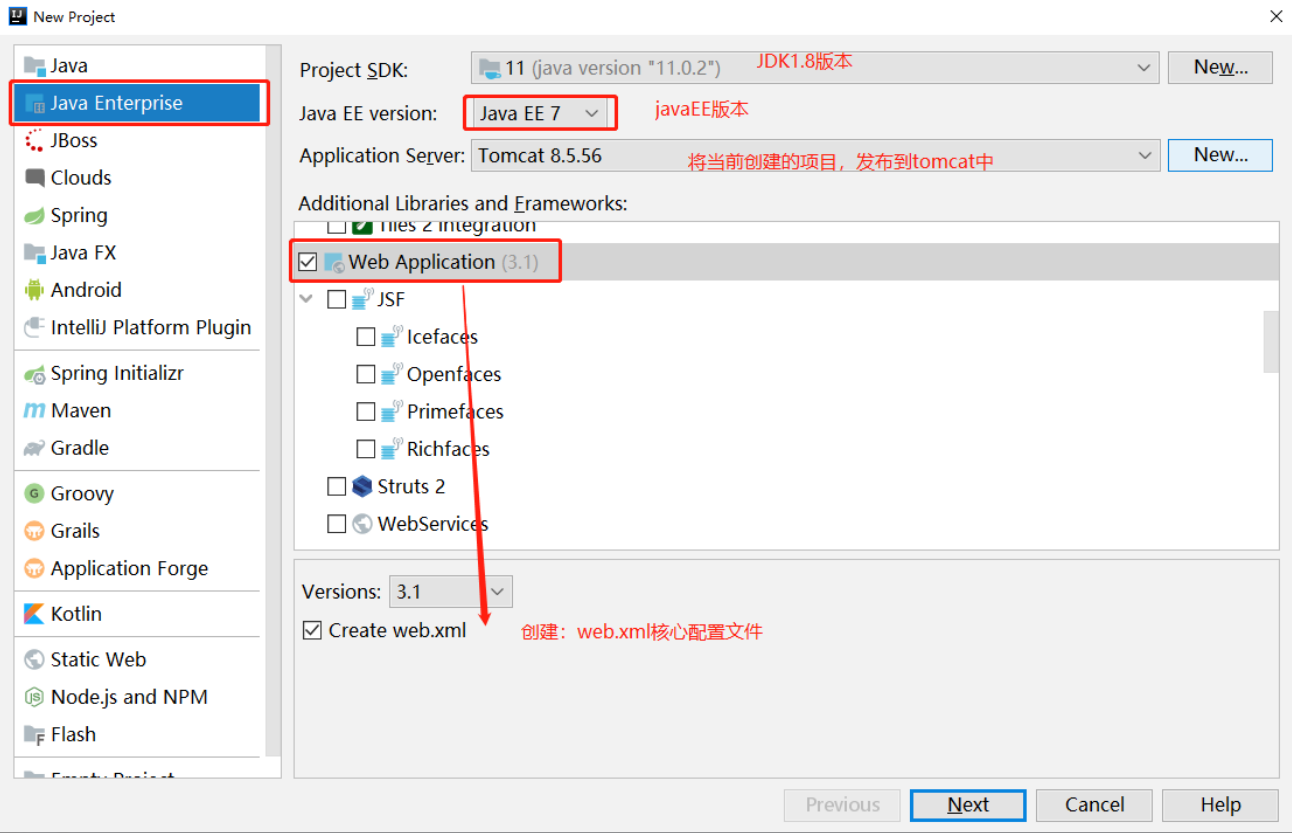 New Project
Java
Java Enterprise
JBoss
Clouds
Spring
Java FX
Android
IntelliJ Platform Plugin
Spring Initializr
Maven
Gradle
Groovy
Grails
Application Forge
Kotlin
Static Web
Node.js and NPM
Flash
Empty Project
Project SDK: 11 (java version "11.0.2") JDK1.8版本 New...
Java EE version: Java EE 7 javaEE版本
Application Server: Tomcat 8.5.56 将当前创建的项目，发布到tomcat中 New...
Additional Libraries and Frameworks:
Tiles 2 Integration
Web Application (3.1)
JSF
Icefaces
Openfaces
Primefaces
Richfaces
Struts 2
WebServices
Versions: 3.1
Create web.xml 创建：web.xml核心配置文件
Previous Next Cancel Help